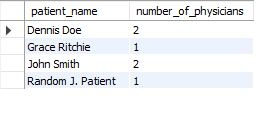 patient_name number_of_physicians
Dennis Doe 2
Grace Ritchie 1
John Smith 2
Random J. Patient 1